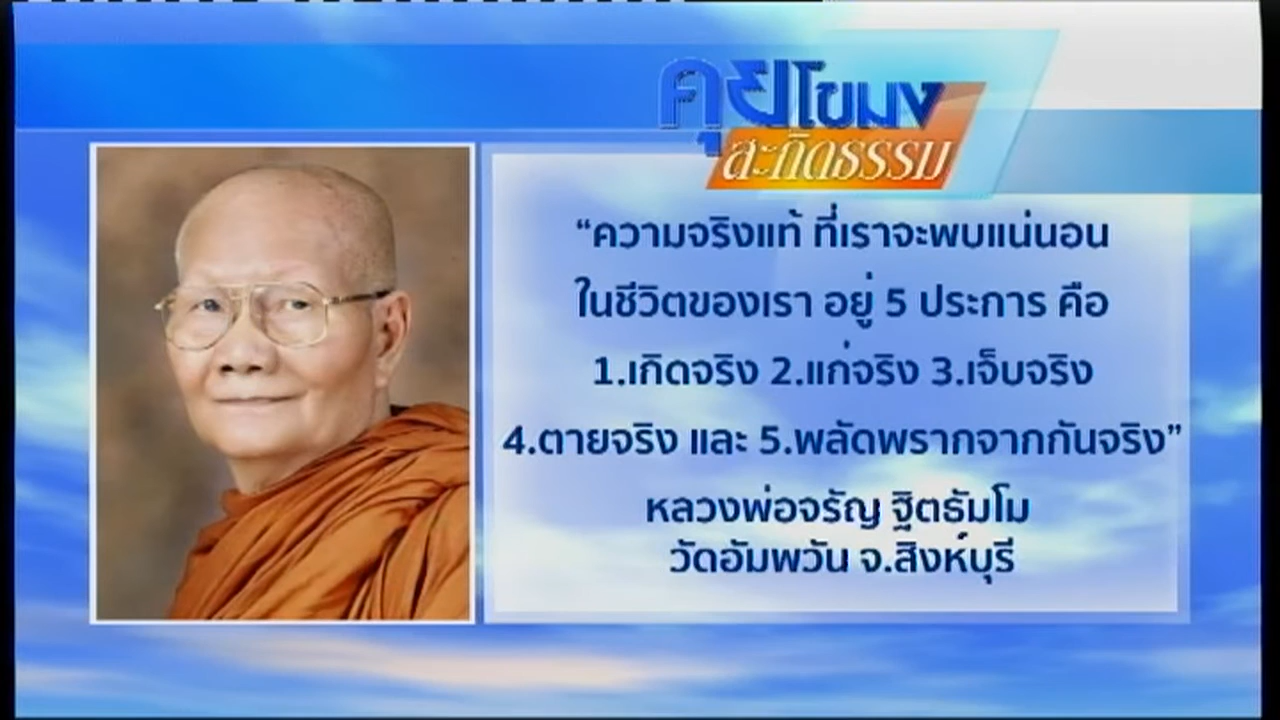 คุยโขมง
สะกิดธรรม
“ความจริงแท้ ที่เราจะพบแน่นอน
ในชีวิตของเรา อยู่ 5 ประการ คือ
1.เกิดจริง 2.แก่จริง 3.เจ็บจริง
4.ตายจริง และ 5.พลัดพรากจากกันจริง”
หลวงพ่อจรัญ ฐิตธัมโม
วัดอัมพวัน จ.สิงห์บุรี